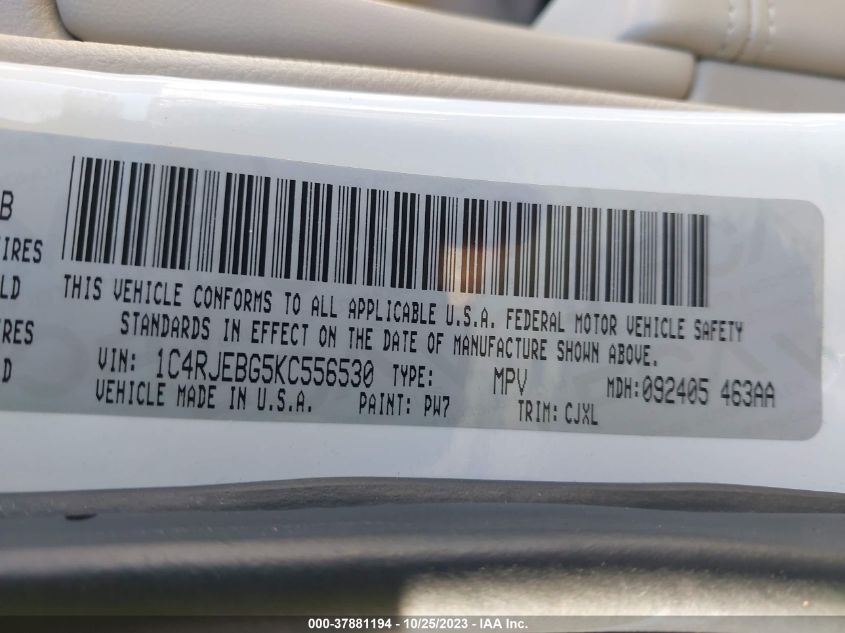 B
IRES
LD
RES
D
THIS VEHICLE CONFORMS TO ALL APPLICABLE U.S.A. FEDERAL MOTOR VEHICLE SAFETY
STANDARDS IN EFFECT ON THE DATE OF MANUFACTURE SHOWN ABOVE.
VIN: 1C4RJEBG5KC556530 TYPE: MPV MDH:092405 463AA
VEHICLE MADE IN U.S.A. PAINT: PW7 TRIM: CJXL
000-37881194 - 10/25/2023 - IAA Inc.